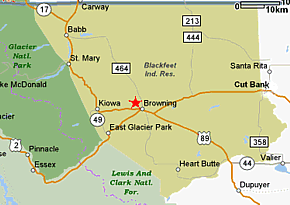 17
Carway
213
0
10km
Babb
444
Glacier
Natl.
Park
St. Mary
Blackfeet
Ind. Res.
464
Santa Rita
ke McDonald
Cut Bank
Kiowa
Browning
49
East Glacier Park
acier
89
358
2
Pinnacle
Essex
Heart Butte
44
Valier
Lewis And
Clark Natl.
For.
Dupuyer